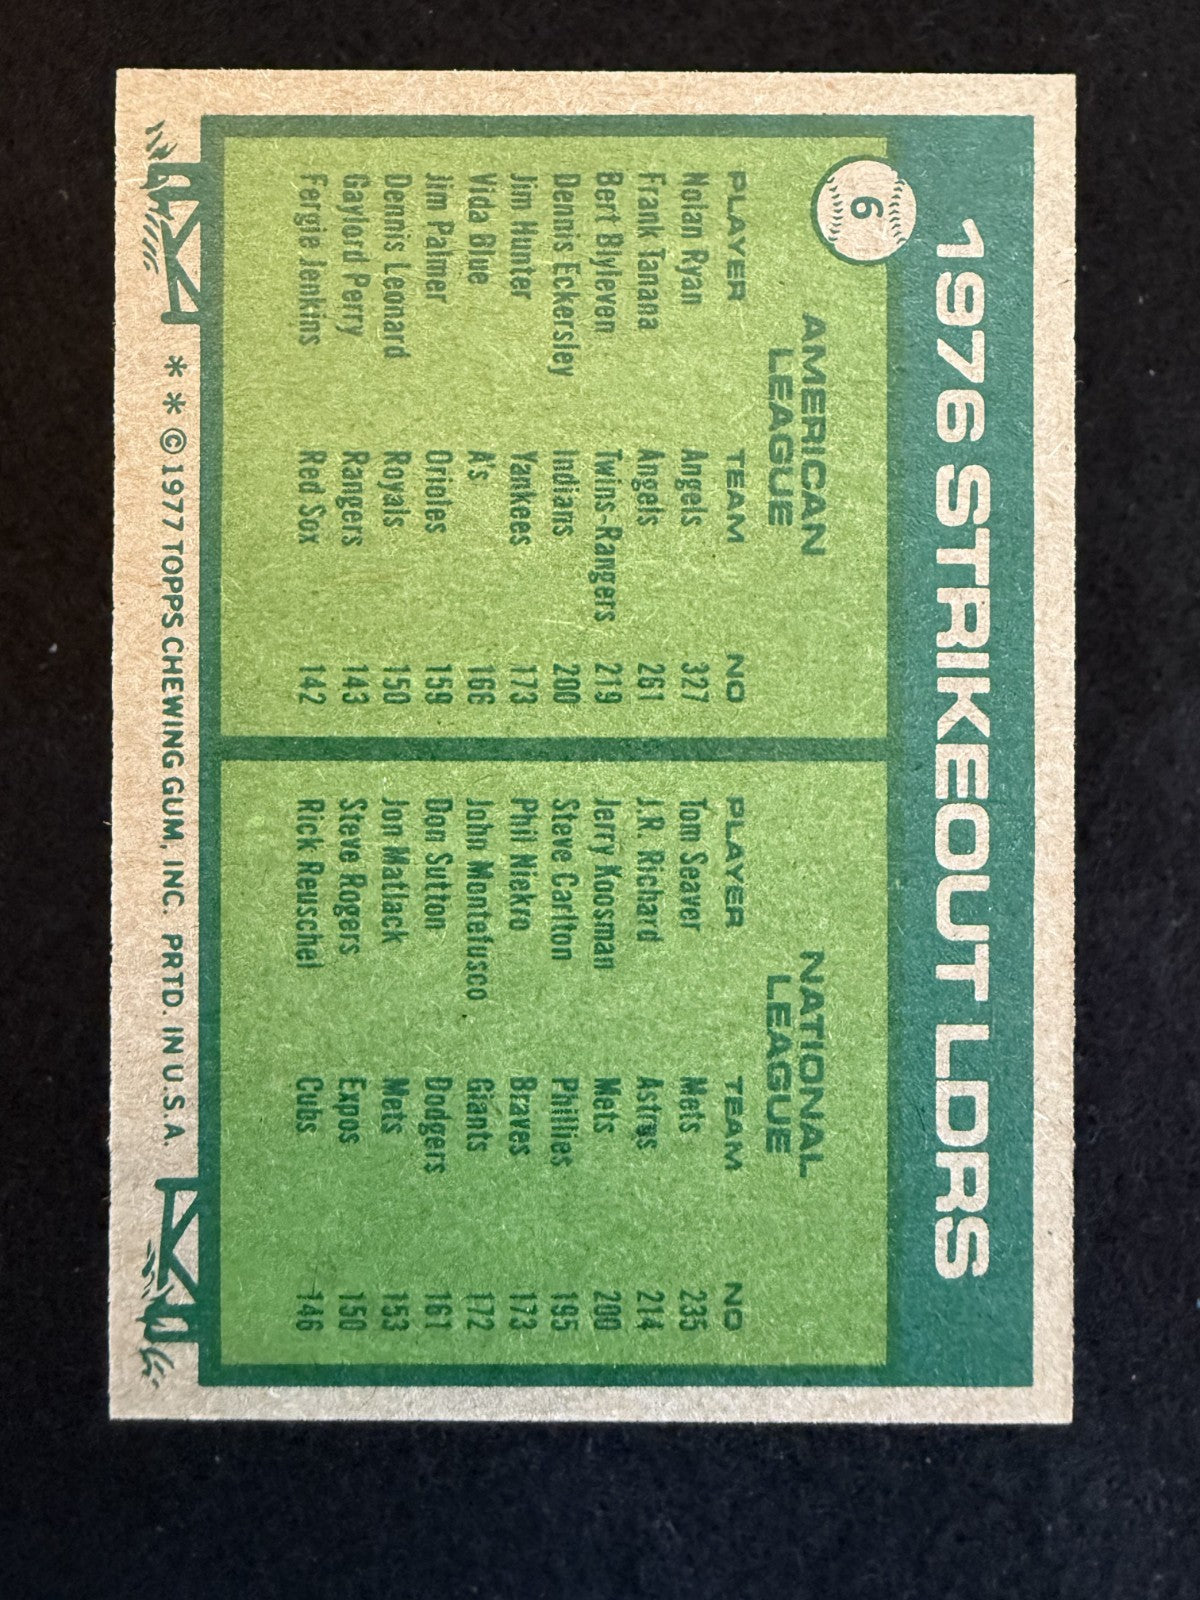 6
1976 STRIKEOUT LDRS
AMERICAN
LEAGUE
PLAYER TEAM NO
Nolan Ryan Angels 327
Frank Tanana Angels 261
Bert Blyleven Twins-Rangers 219
Dennis Eckersley Indians 200
Jim Hunter Yankees 173
Vida Blue A's 166
Jim Palmer Orioles 159
Dennis Leonard Royals 150
Gaylord Perry Rangers 143
Fergie Jenkins Red Sox 142
NATIONAL
LEAGUE
PLAYER TEAM NO
Tom Seaver Mets 235
J.R. Richard Astros 214
Jerry Koosman Mets 200
Steve Carlton Phillies 195
Phil Niekro Braves 173
John Montefusco Giants 172
Don Sutton Dodgers 161
Jon Matlack Mets 153
Steve Rogers Expos 150
Rick Reuschel Cubs 146
* * © 1977 TOPPS CHEWING GUM, INC. PRTD. IN U.S.A.